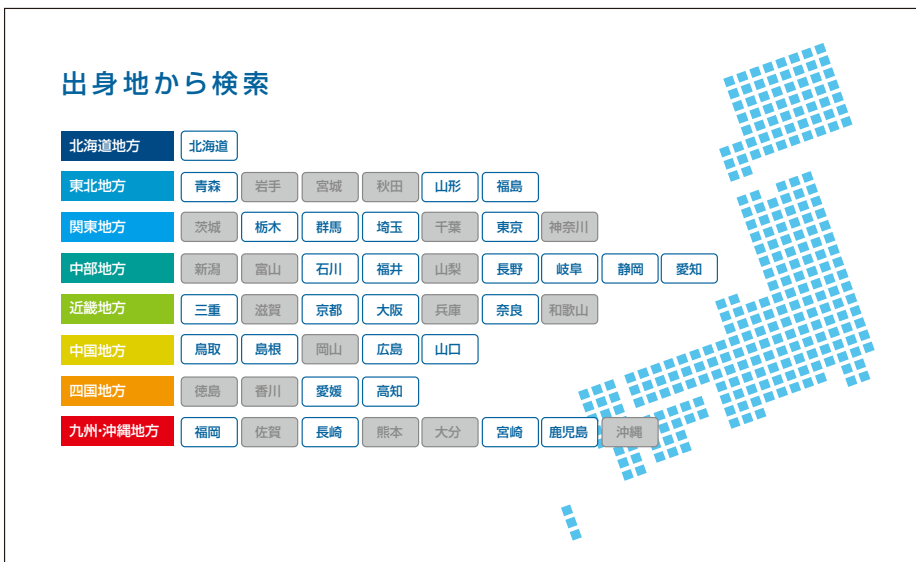 出身地から検索
北海道地方 北海道
東北地方 青森 岩手 宮城 秋田 山形 福島
関東地方 茨城 栃木 群馬 埼玉 千葉 東京 神奈川
中部地方 新潟 富山 石川 福井 山梨 長野 岐阜 静岡 愛知
近畿地方 三重 滋賀 京都 大阪 兵庫 奈良 和歌山
中国地方 鳥取 島根 岡山 広島 山口
四国地方 徳島 香川 愛媛 高知
九州・沖縄地方 福岡 佐賀 長崎 熊本 大分 宮崎 鹿児島 沖縄